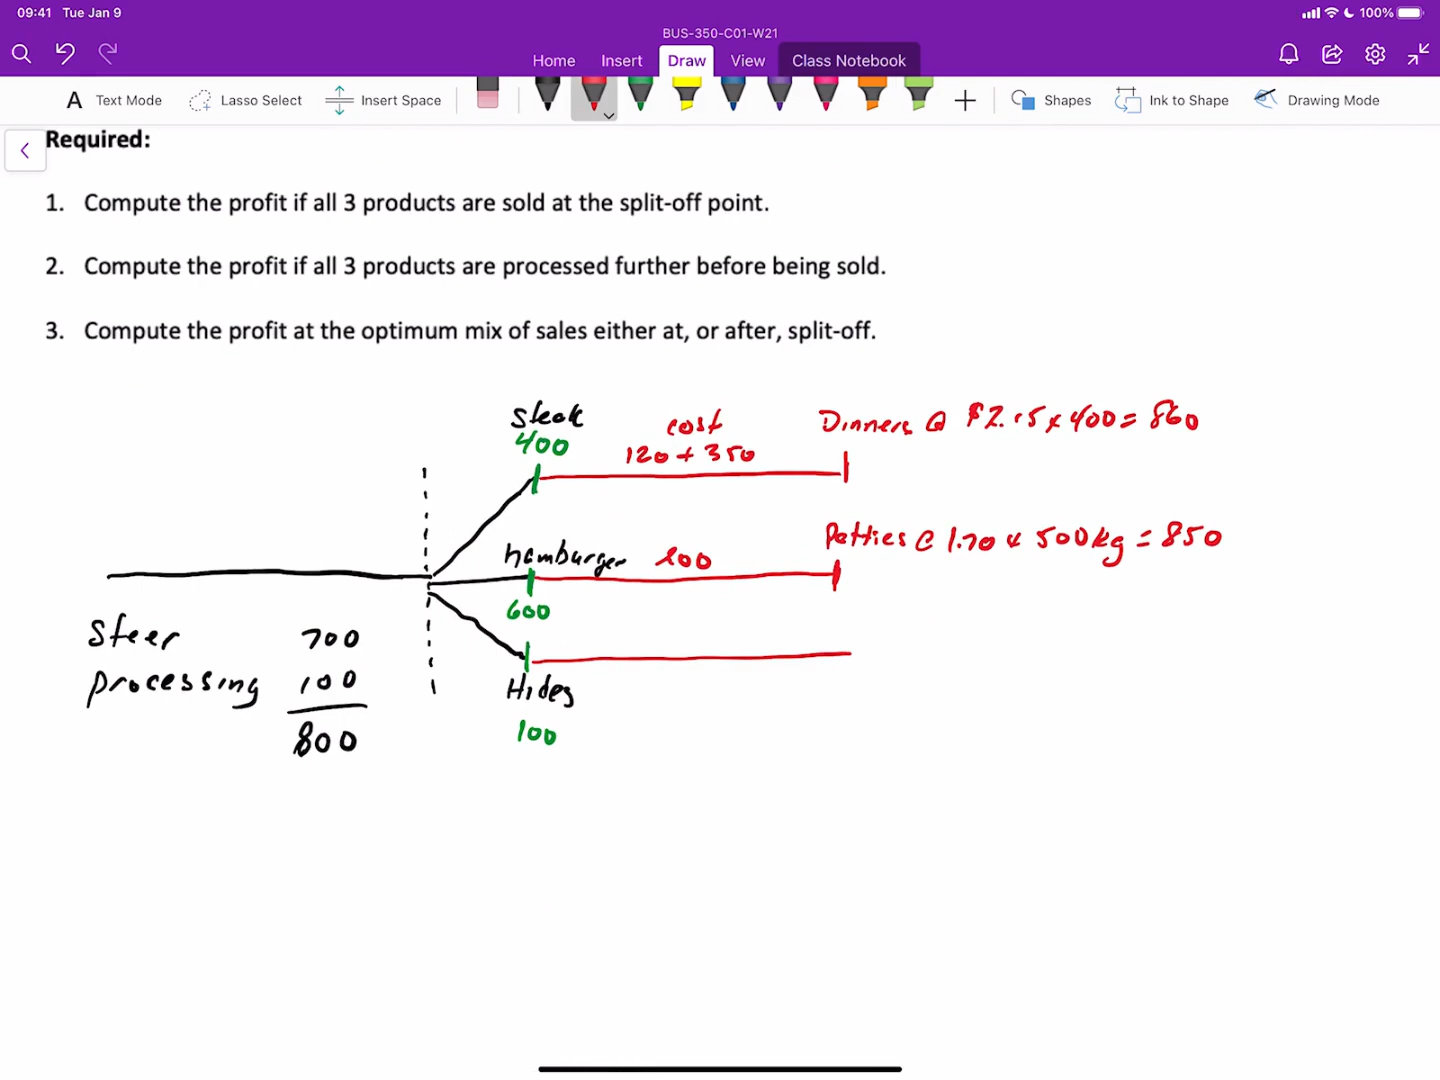 09:41 Tue Jan 9
100%
BUS-350-C01-W21
Home Insert Draw View Class Notebook
A Text Mode Lasso Select Insert Space Shapes Ink to Shape Drawing Mode
Required:
1. Compute the profit if all 3 products are sold at the split-off point.
2. Compute the profit if all 3 products are processed further before being sold.
3. Compute the profit at the optimum mix of sales either at, or after, split-off.
Steak cost Dinners @ $2.15 x 400 = 860
400 120 + 350
hamburger 200 Patties @ 1.70 x 500kg = 850
600
Steer 700
processing 100 Hides
800 100